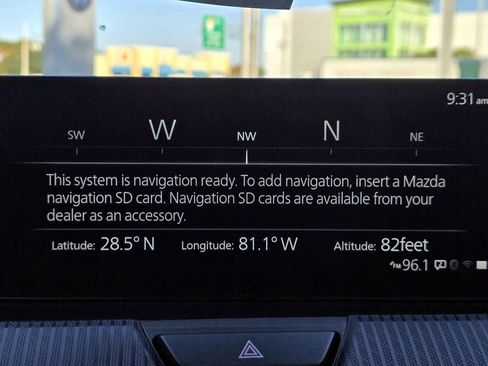 9:31 am
SW W NW N NE
This system is navigation ready. To add navigation, insert a Mazda
navigation SD card. Navigation SD cards are available from your
dealer as an accessory.
Latitude: 28.5° N Longitude: 81.1° W Altitude: 82feet
FM 96.1